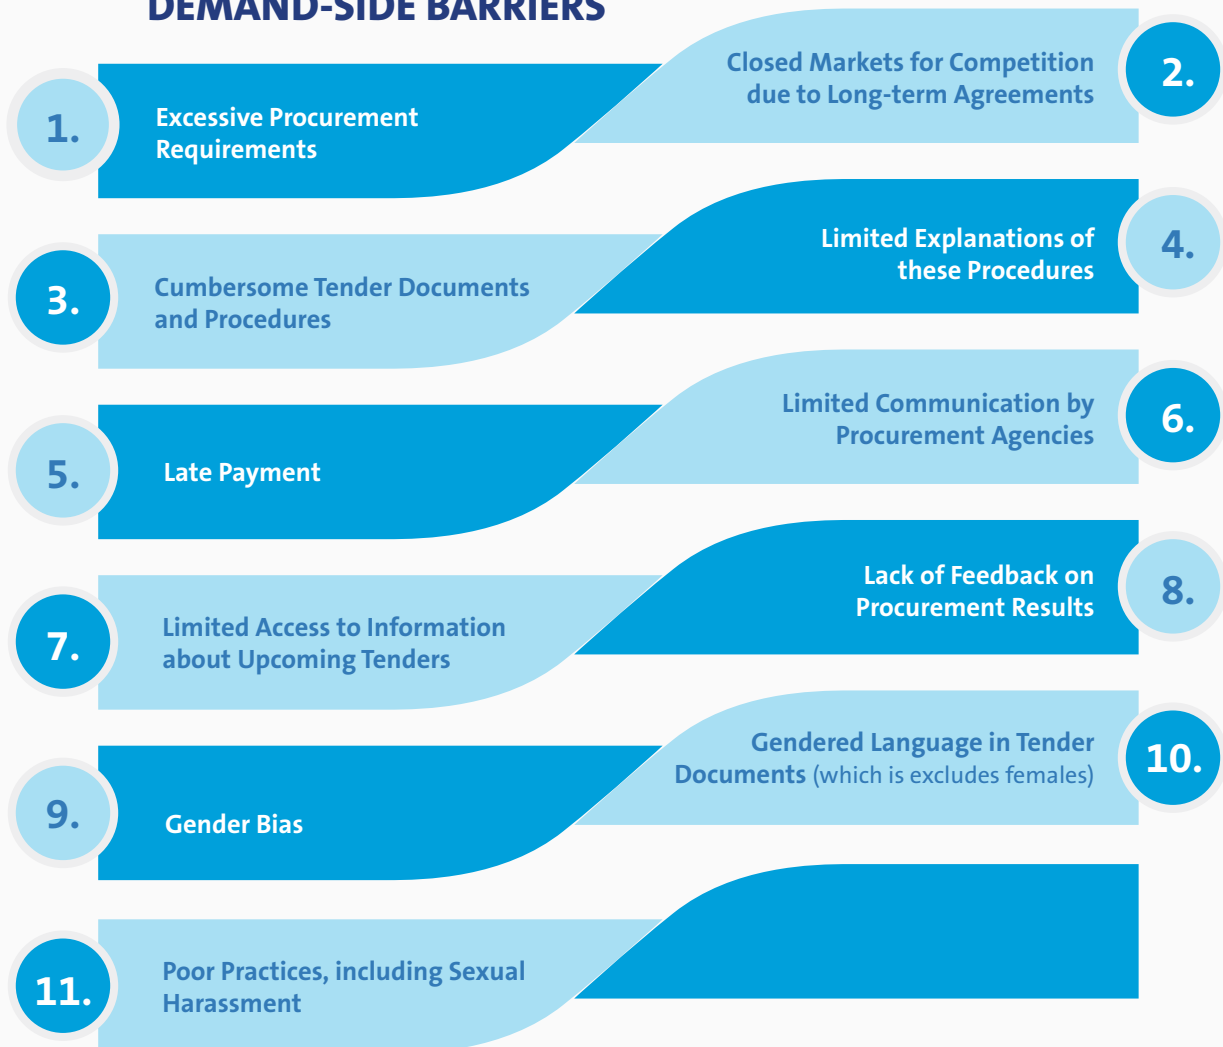 DEMAND-SIDE BARRIERS
1.
Excessive Procurement
Requirements
Closed Markets for Competition
due to Long-term Agreements
2.
3.
Cumbersome Tender Documents
and Procedures
Limited Explanations of
these Procedures
4.
5.
Late Payment
Limited Communication by
Procurement Agencies
6.
7.
Limited Access to Information
about Upcoming Tenders
Lack of Feedback on
Procurement Results
8.
9.
Gender Bias
Gendered Language in Tender
Documents (which is excludes females)
10.
11.
Poor Practices, including Sexual
Harassment